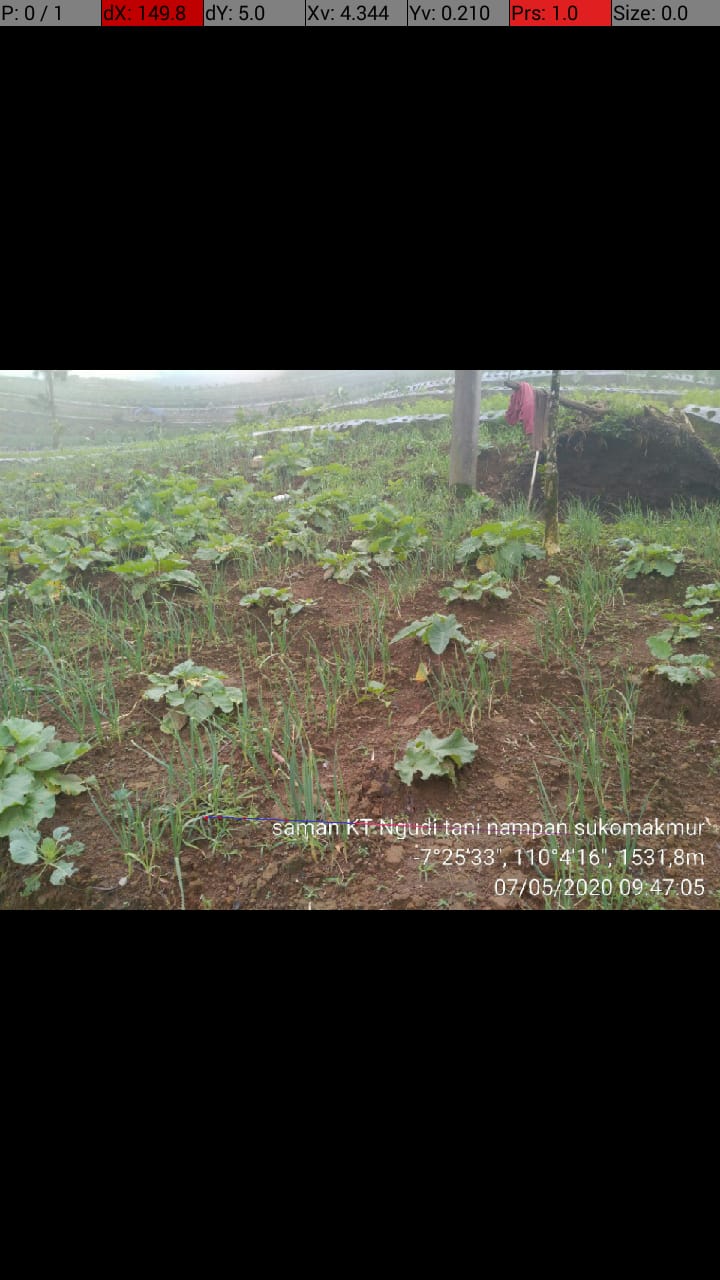 P: 0 / 1 dX: 149.8 dY: 5.0 Xv: 4.344 Yv: 0.210 Prs: 1.0 Size: 0.0
saman KT Ngudi tani nampan sukomakmur
-7°25'33", 110°4'16", 1531,8m
07/05/2020 09:47:05